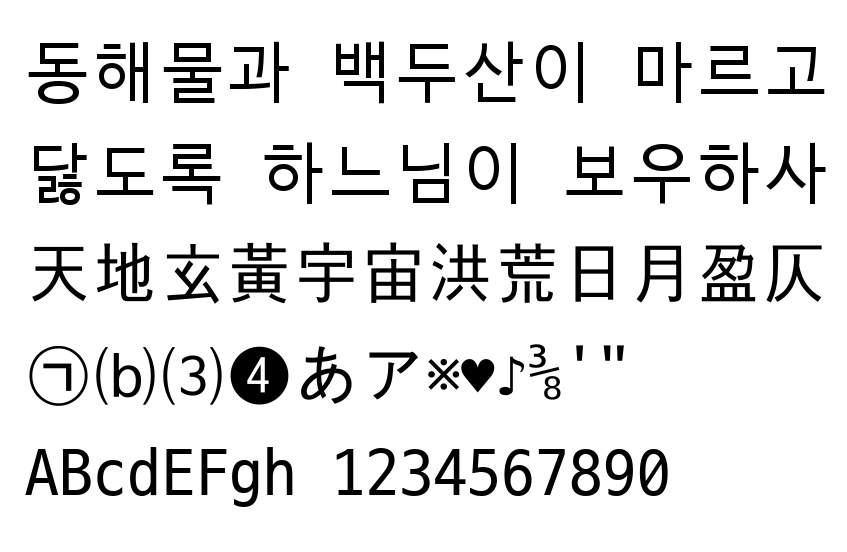 동해물과 백두산이 마르고
닳도록 하느님이 보우하사
天地玄黃宇宙洪荒日月盈仄
㉠⒝⑶❹あア※♥♪⅜'"
ABcdEFgh 1234567890